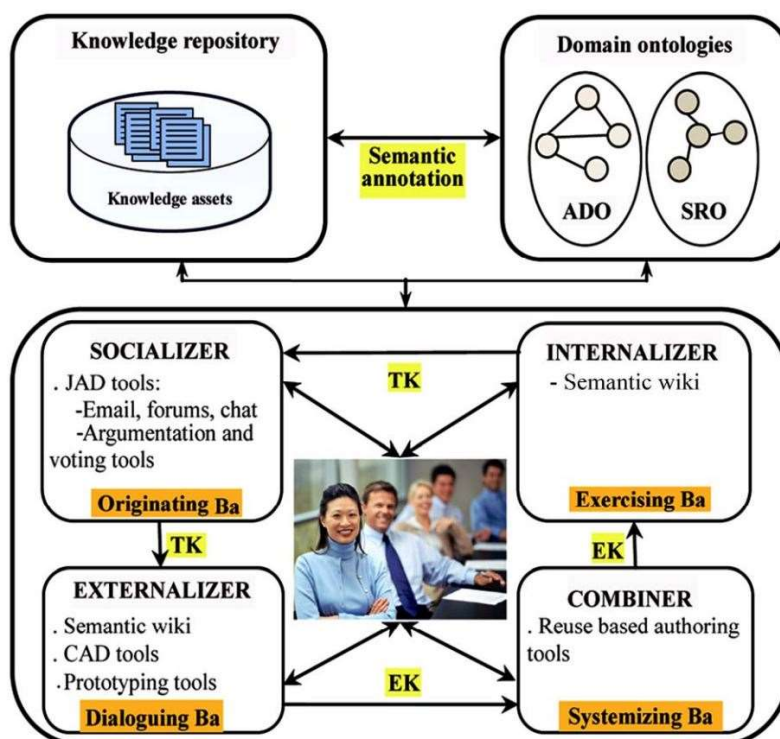 Knowledge repository
Knowledge assets
Semantic
annotation
Domain ontologies
ADO
SRO
SOCIALIZER
. JAD tools:
-Email, forums, chat
-Argumentation and
voting tools
Originating Ba
TK
INTERNALIZER
- Semantic wiki
Exercising Ba
TK
EK
EXTERNALIZER
. Semantic wiki
. CAD tools
.Prototyping tools
Dialoguing Ba
EK
COMBINER
. Reuse based authoring
tools
Systemizing Ba